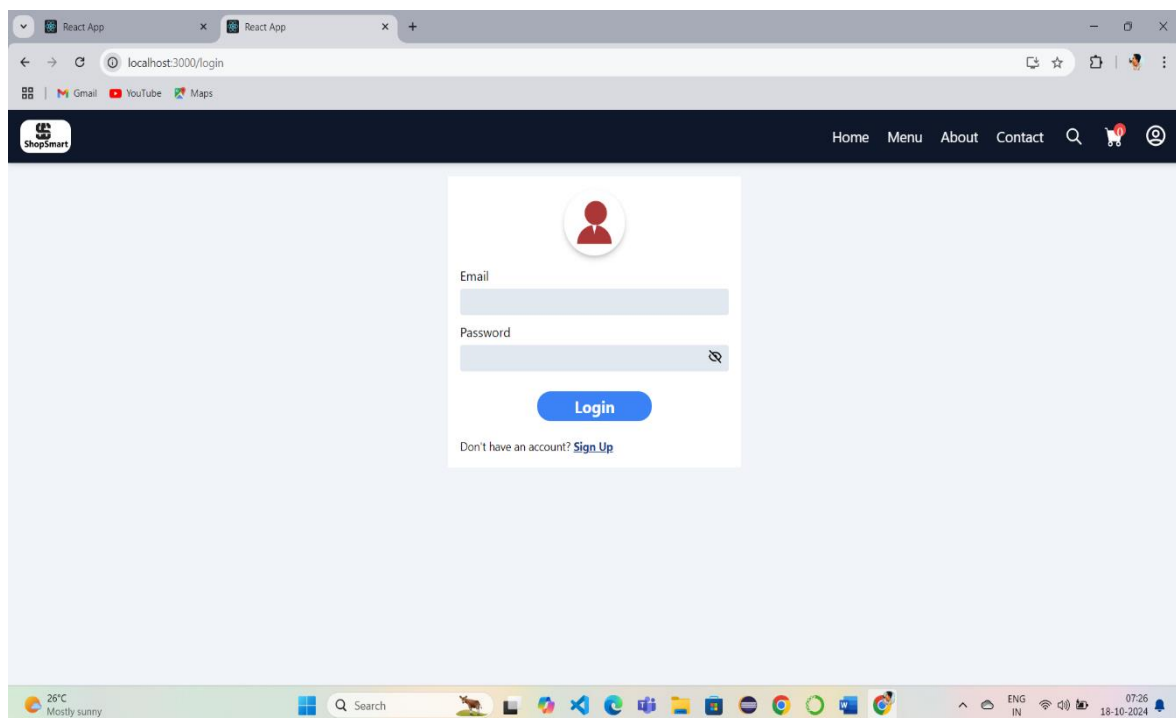 React App
React App
localhost:3000/login
Gmail YouTube Maps
ShopSmart
Home Menu About Contact 0
Email
Password
Login
Don't have an account? Sign Up
26°C
Mostly sunny
Search
ENG
IN
07:26
18-10-2024